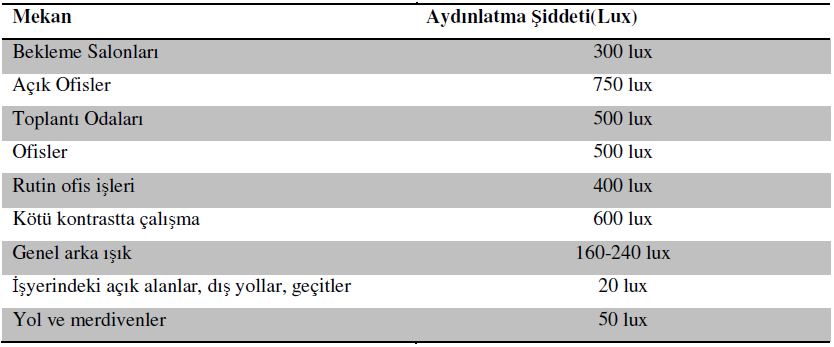 Mekan Aydınlatma Şiddeti(Lux)
Bekleme Salonları 300 lux
Açık Ofisler 750 lux
Toplantı Odaları 500 lux
Ofisler 500 lux
Rutin ofis işleri 400 lux
Kötü kontrastta çalışma 600 lux
Genel arka ışık 160-240 lux
İşyerindeki açık alanlar, dış yollar, geçitler 20 lux
Yol ve merdivenler 50 lux